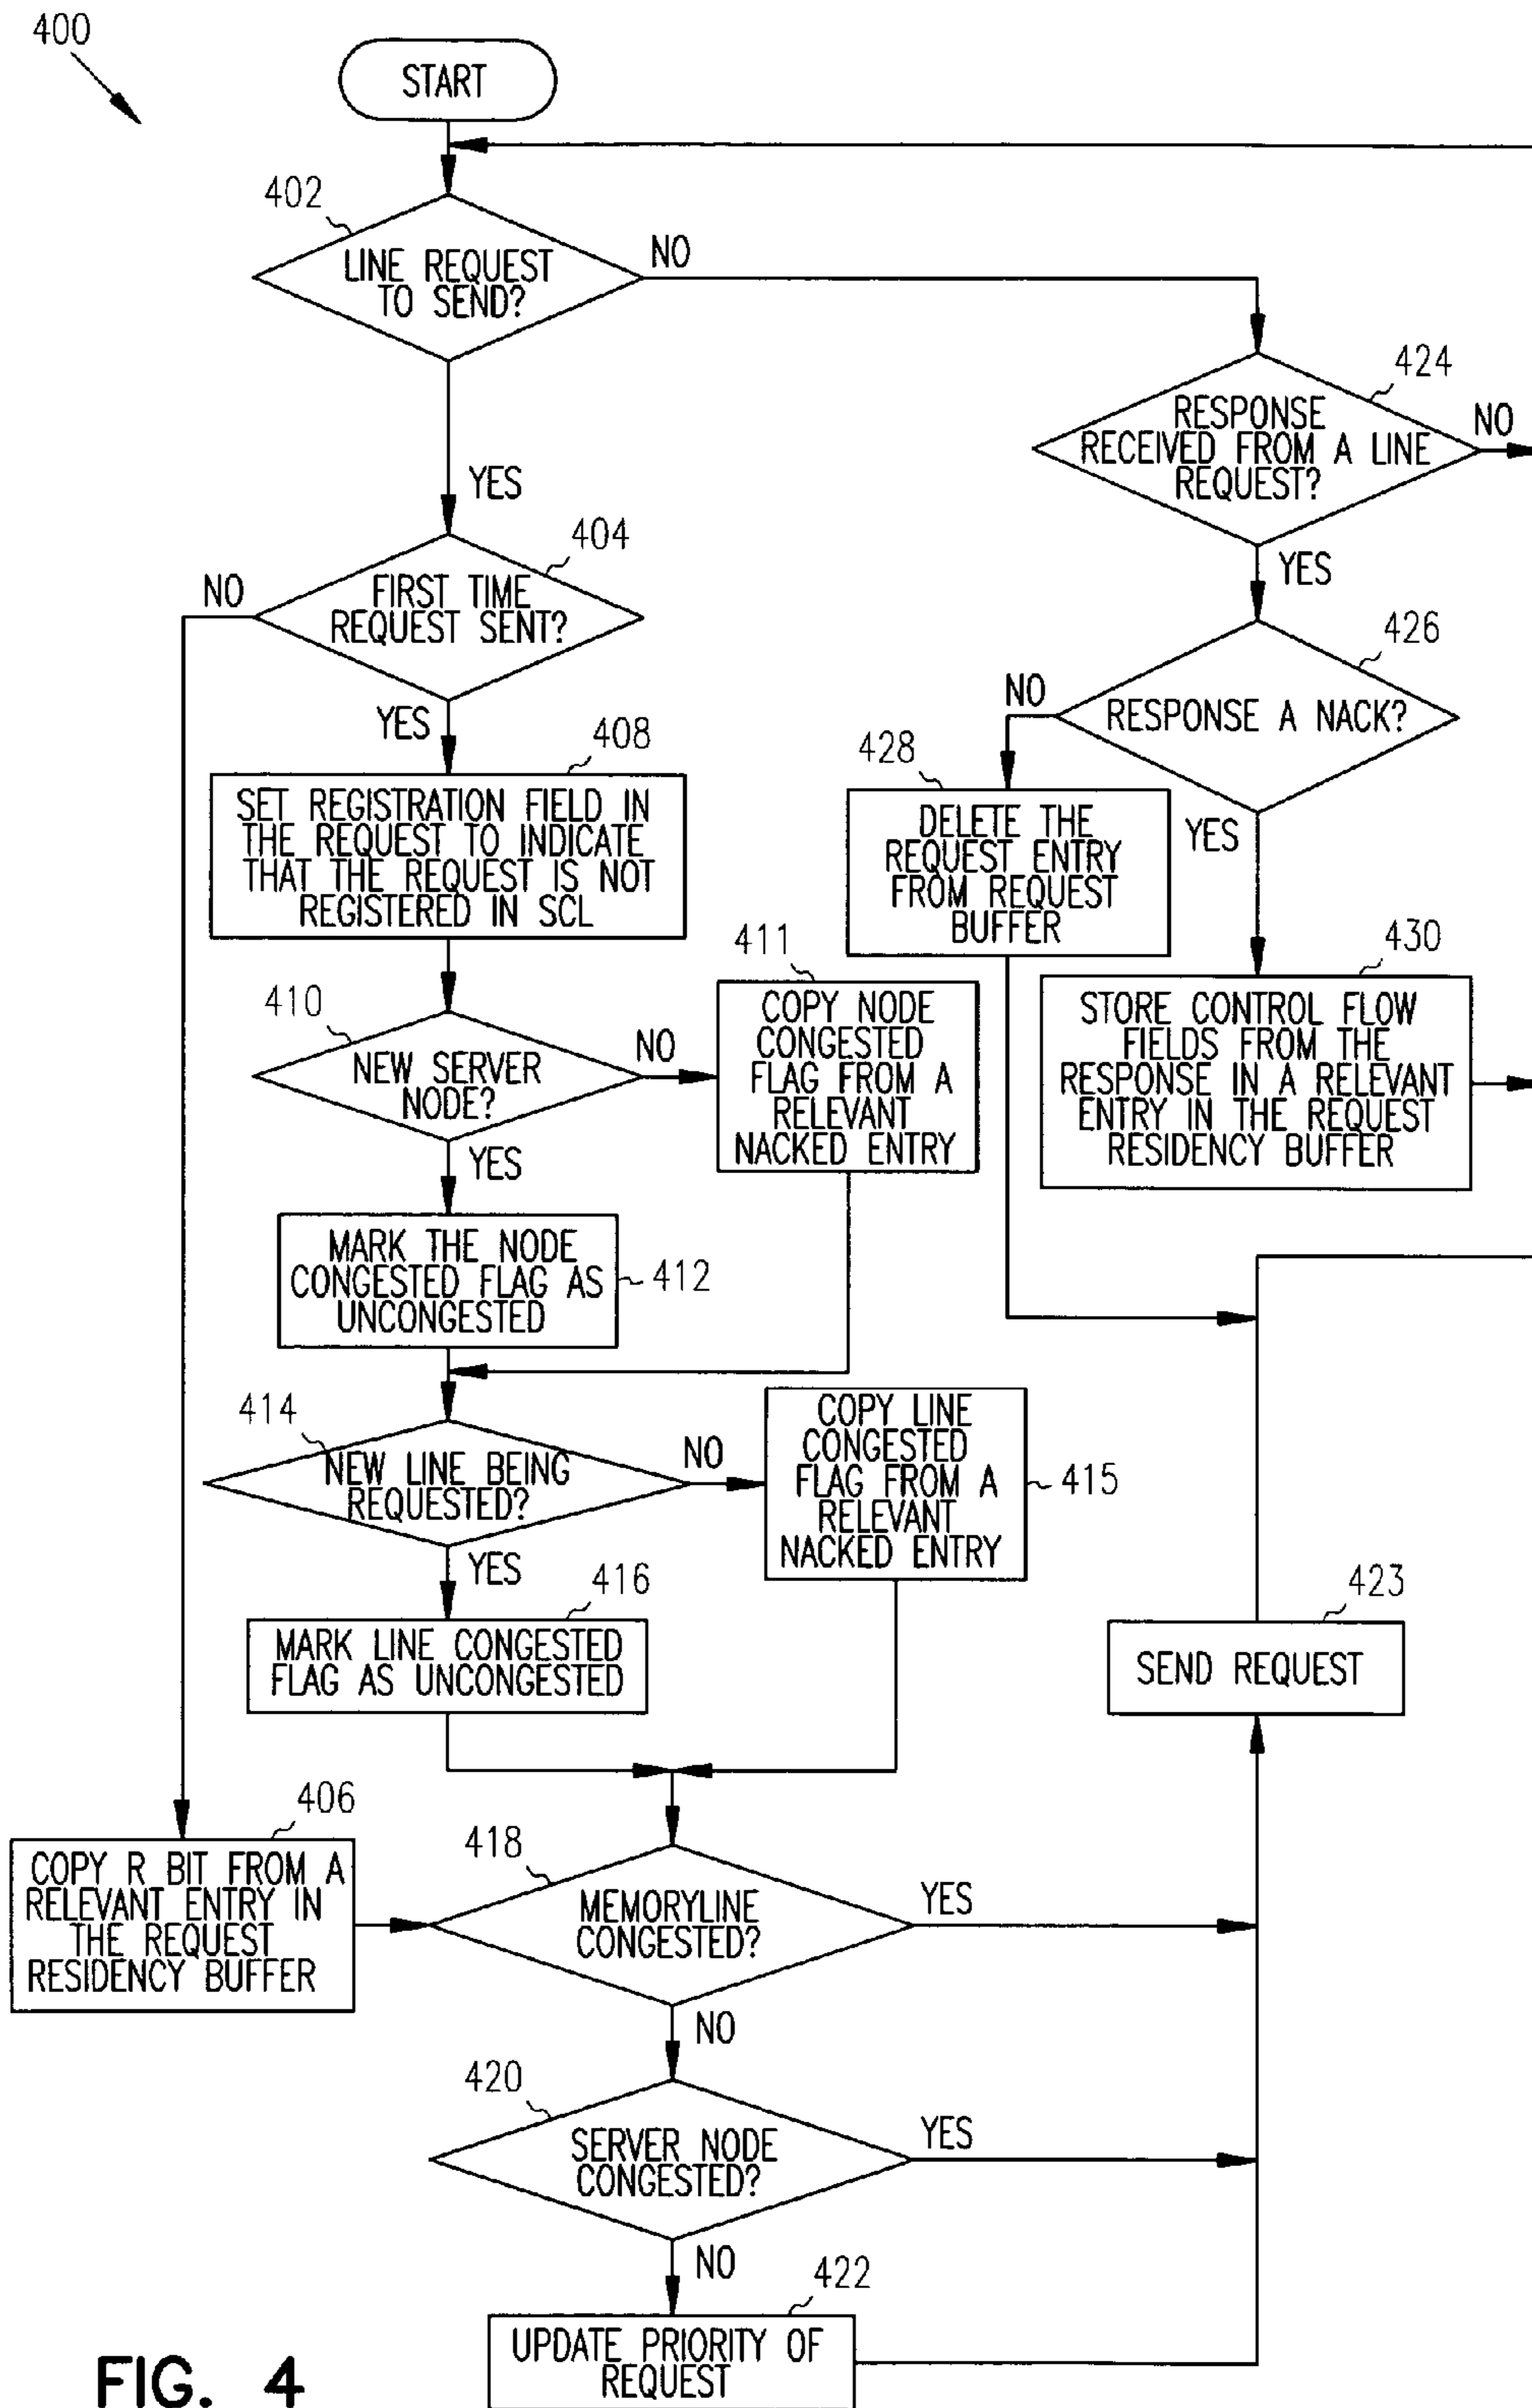 400
START
402
LINE REQUEST
TO SEND?
NO
YES
424
RESPONSE
RECEIVED FROM A LINE
REQUEST?
NO
YES
404
FIRST TIME
REQUEST SENT?
NO
YES
426
RESPONSE A NACK?
NO
YES
408
SET REGISTRATION FIELD IN
THE REQUEST TO INDICATE
THAT THE REQUEST IS NOT
REGISTERED IN SCL
428
DELETE THE
REQUEST ENTRY
FROM REQUEST
BUFFER
430
STORE CONTROL FLOW
FIELDS FROM THE
RESPONSE IN A RELEVANT
ENTRY IN THE REQUEST
RESIDENCY BUFFER
410
NEW SERVER
NODE?
NO
YES
411
COPY NODE
CONGESTED
FLAG FROM A
RELEVANT
NACKED ENTRY
MARK THE NODE
CONGESTED FLAG AS
UNCONGESTED
412
414
NEW LINE BEING
REQUESTED?
NO
YES
COPY LINE
CONGESTED
FLAG FROM A
RELEVANT
NACKED ENTRY
415
416
MARK LINE CONGESTED
FLAG AS UNCONGESTED
423
SEND REQUEST
406
COPY R BIT FROM A
RELEVANT ENTRY IN
THE REQUEST
RESIDENCY BUFFER
418
MEMORYLINE
CONGESTED?
YES
NO
420
SERVER NODE
CONGESTED?
YES
NO
422
UPDATE PRIORITY OF
REQUEST
FIG. 4